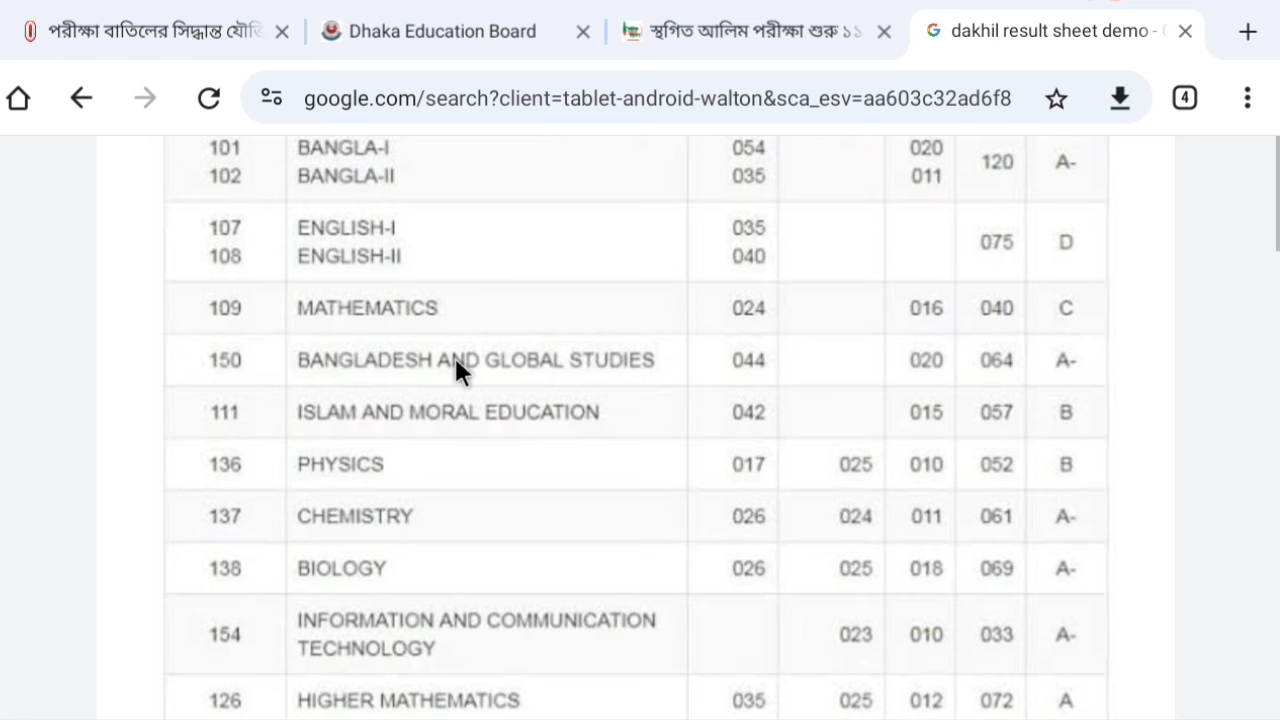 পরীক্ষা বাতিলের সিদ্ধান্ত যৌক্তি
Dhaka Education Board
স্থগিত আলিম পরীক্ষা শুরু ১১
dakhil result sheet demo -
google.com/search?client=tablet-android-walton&sca_esv=aa603c32ad6f8
4
101 BANGLA-I 054 020
120 A-
102 BANGLA-II 035 011
107 ENGLISH-I 035
075 D
108 ENGLISH-II 040
109 MATHEMATICS 024 016 040 C
150 BANGLADESH AND GLOBAL STUDIES 044 020 064 A-
111 ISLAM AND MORAL EDUCATION 042 015 057 B
136 PHYSICS 017 025 010 052 B
137 CHEMISTRY 026 024 011 061 A-
138 BIOLOGY 026 025 018 069 A-
INFORMATION AND COMMUNICATION
154 023 010 033 A-
TECHNOLOGY
126 HIGHER MATHEMATICS 035 025 012 072 A